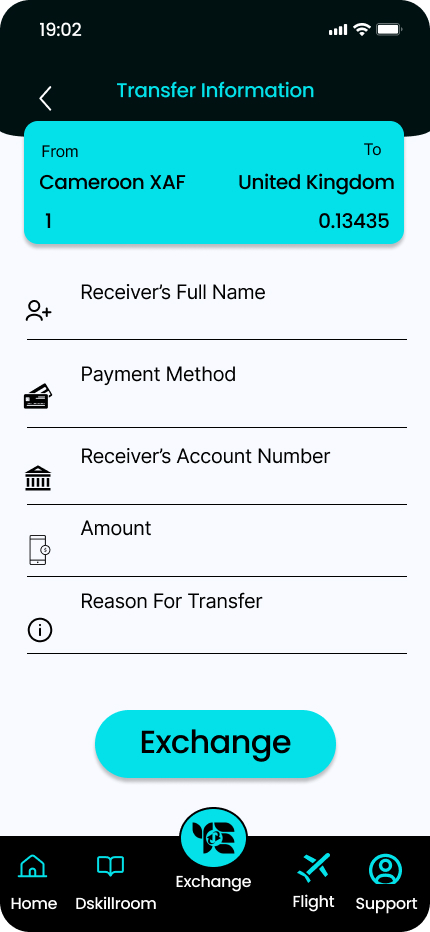 19:02
Transfer Information
From
To
Cameroon XAF
United Kingdom
1
0.13435
Receiver's Full Name
Payment Method
Receiver's Account Number
Amount
Reason For Transfer
Exchange
Home
Dskillroom
Exchange
Flight
Support